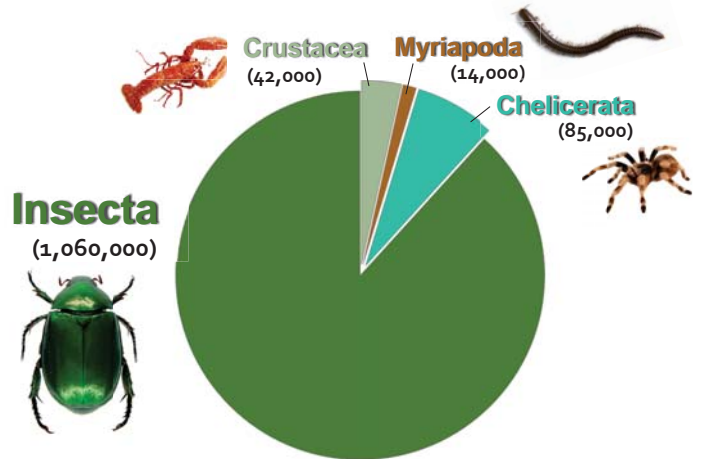 Crustacea
(42,000)
Myriapoda
(14,000)
Chelicerata
(85,000)
Insecta
(1,060,000)